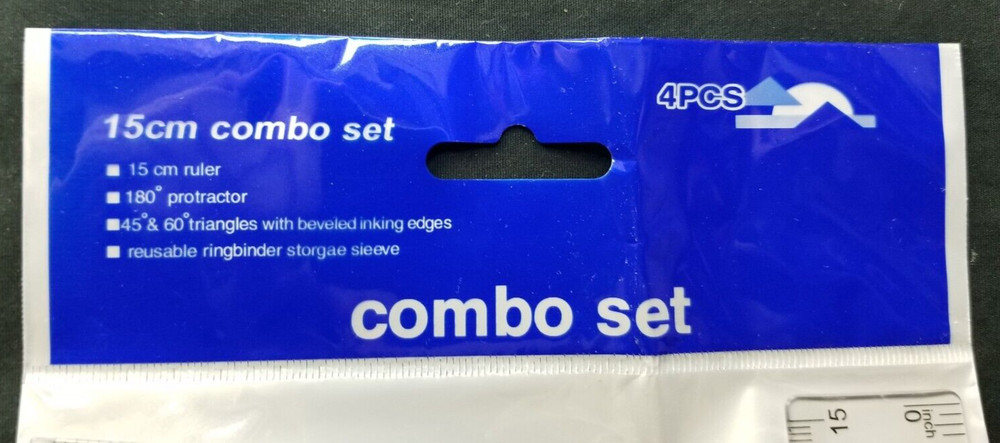 4PCS
15cm combo set
15 cm ruler
180° protractor
45°& 60°triangles with beveled inking edges
reusable ringbinder storgae sleeve
combo set
15
0
inch